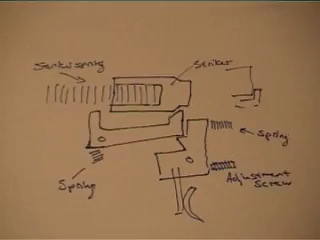 Striker spring
Striker
Spring
Spring
Adjustment
Screw